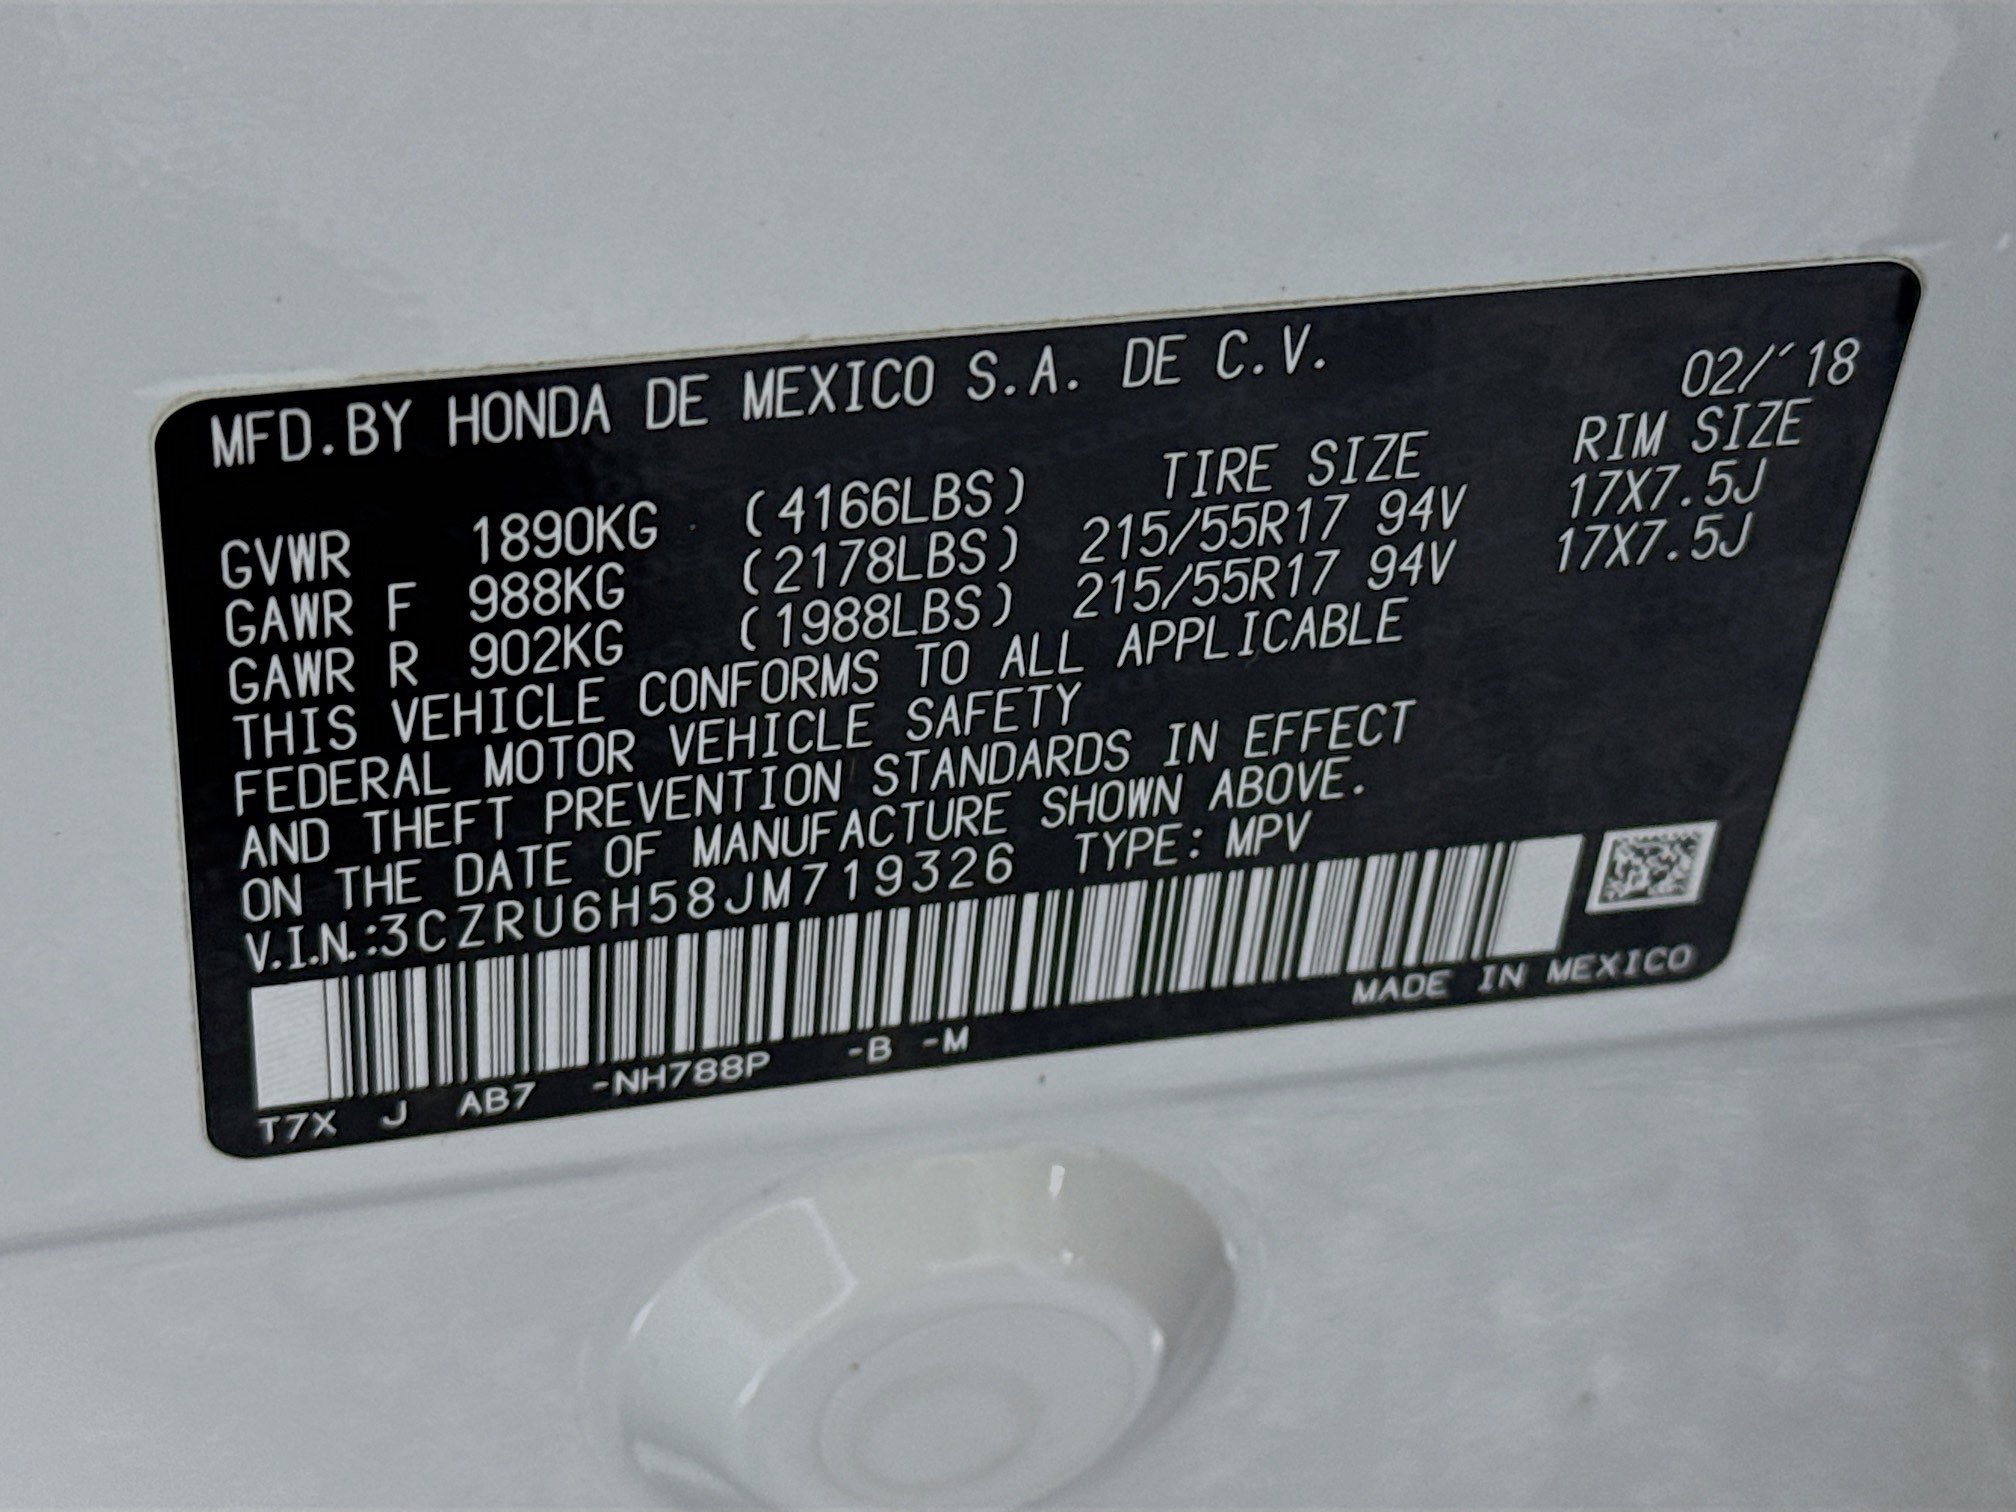 MFD.BY HONDA DE MEXICO S.A. DE C.V. 02/'18
TIRE SIZE RIM SIZE
GVWR 1890KG (4166LBS)
GAWR F 988KG (2178LBS) 215/55R17 94V 17X7.5J
GAWR R 902KG (1988LBS) 215/55R17 94V 17X7.5J
THIS VEHICLE CONFORMS TO ALL APPLICABLE
FEDERAL MOTOR VEHICLE SAFETY
AND THEFT PREVENTION STANDARDS IN EFFECT
ON THE DATE OF MANUFACTURE SHOWN ABOVE.
V.I.N.:3CZRU6H58JM719326 TYPE: MPV
MADE IN MEXICO
T7X J AB7 -NH788P -B -M